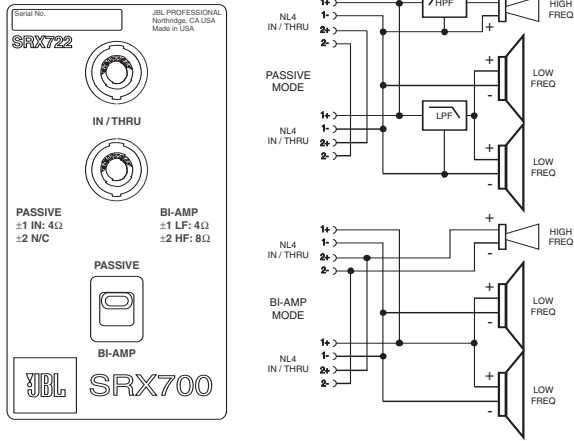 Serial No.
JBL PROFESSIONAL
Northridge, CA USA
Made in USA
SRX722
IN / THRU
PASSIVE
±1 IN: 4Ω
±2 N/C
BI-AMP
±1 LF: 4Ω
±2 HF: 8Ω
PASSIVE
BI-AMP
JBL
SRX700
1+
1-
2+
2-
NL4
IN / THRU
HPF
+
HIGH
FREQ
PASSIVE
MODE
+
-
LOW
FREQ
1+
1-
2+
2-
NL4
IN / THRU
LPF
+
-
LOW
FREQ
1+
1-
2+
2-
NL4
IN / THRU
+
-
HIGH
FREQ
BI-AMP
MODE
+
-
LOW
FREQ
1+
1-
2+
2-
NL4
IN / THRU
+
-
LOW
FREQ